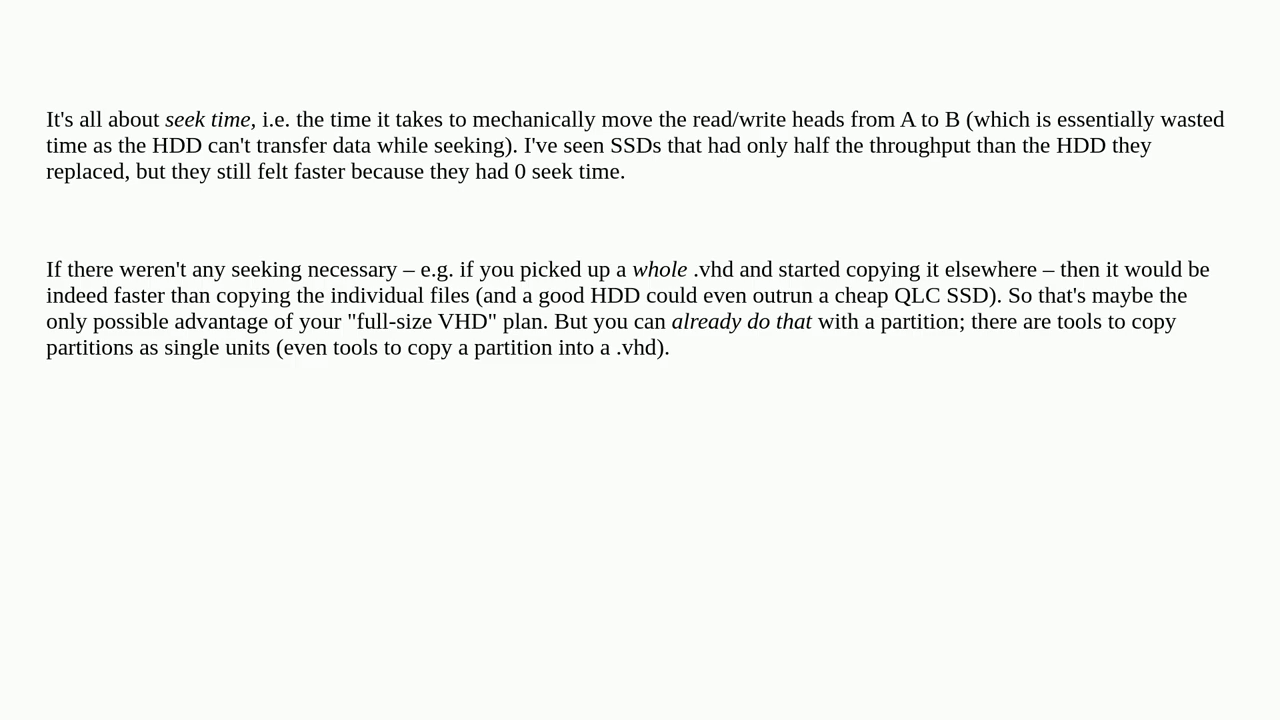 It's all about seek time, i.e. the time it takes to mechanically move the read/write heads from A to B (which is essentially wasted
time as the HDD can't transfer data while seeking). I've seen SSDs that had only half the throughput than the HDD they
replaced, but they still felt faster because they had 0 seek time.
If there weren't any seeking necessary – e.g. if you picked up a whole .vhd and started copying it elsewhere – then it would be
indeed faster than copying the individual files (and a good HDD could even outrun a cheap QLC SSD). So that's maybe the
only possible advantage of your "full-size VHD" plan. But you can already do that with a partition; there are tools to copy
partitions as single units (even tools to copy a partition into a .vhd).